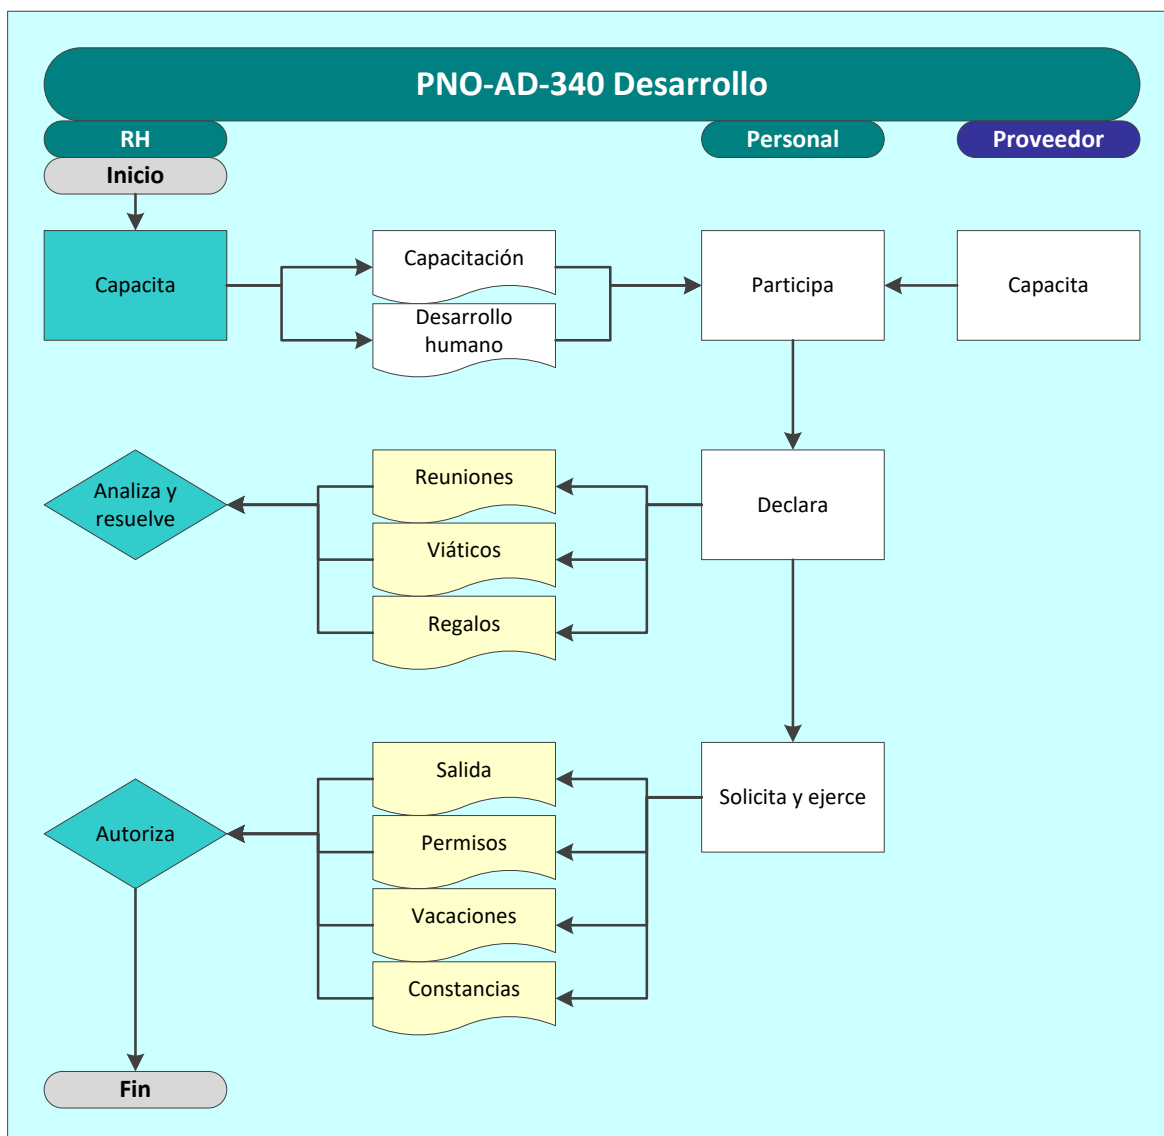 PNO-AD-340 Desarrollo
RH
Personal
Proveedor
Inicio
Capacita
Capacitación
Desarrollo
humano
Participa
Capacita
Analiza y
resuelve
Reuniones
Viáticos
Regalos
Declara
Autoriza
Salida
Permisos
Vacaciones
Constancias
Solicita y ejerce
Fin